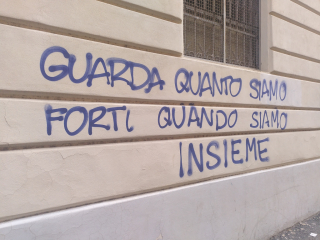 GUARDA QUANTO SIAMO
FORTI QUANDO SIAMO
INSIEME